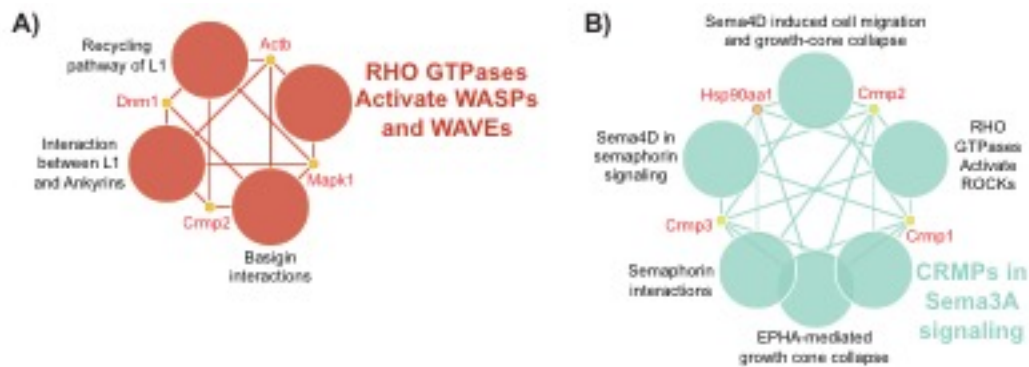 A)
Recycling
pathway of L1
Actb
RHO GTPases
Activate WASPs
and WAVEs
Dnm1
Interaction
between L1
and Ankyrins
Mapk1
Crmp2
Basigin
interactions
B)
Sema4D induced cell migration
and growth-cone collapse
Hsp90aa1
Crmp2
Sema4D in
semaphorin
signaling
RHO
GTPases
Activate
ROCKs
Crmp3
Crmp1
Semaphorin
interactions
CRMPs in
Sema3A
signaling
EPHA-mediated
growth cone collapse